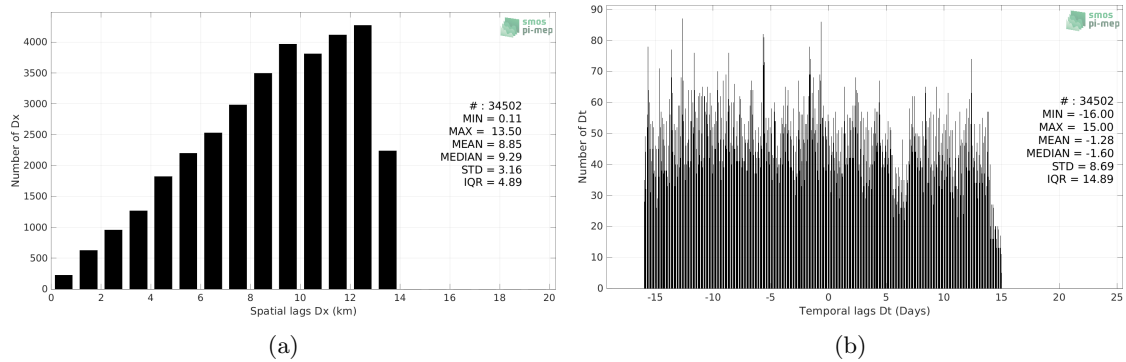 smos
pi-mep
4000
3500
3000
2500
2000
1500
1000
500
0
Number of Dx
# : 34502
MIN = 0.11
MAX = 13.50
MEAN = 8.85
MEDIAN = 9.29
STD = 3.16
IQR = 4.89
0 2 4 6 8 10 12 14 16 18 20
Spatial lags Dx (km)
(a)
smos
pi-mep
90
80
70
60
50
40
30
20
10
0
Number of Dt
# : 34502
MIN = -16.00
MAX = 15.00
MEAN = -1.28
MEDIAN = -1.60
STD = 8.69
IQR = 14.89
-15 -10 -5 0 5 10 15 20 25
Temporal lags Dt (Days)
(b)